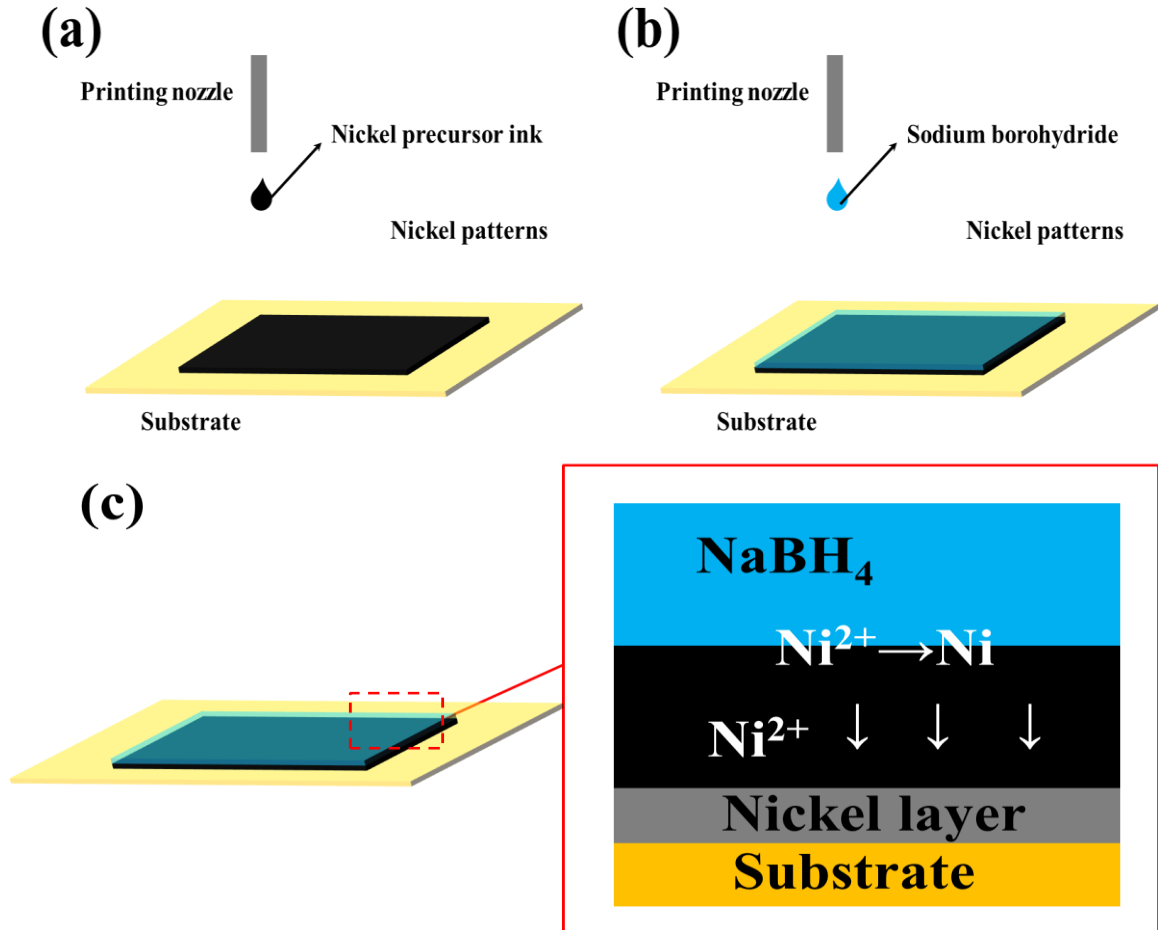 (a)
Printing nozzle
Nickel precursor ink
Nickel patterns
Substrate
(b)
Printing nozzle
Sodium borohydride
Nickel patterns
Substrate
(c)
NaBH₄
Ni²⁺→Ni
Ni²⁺ ↓ ↓ ↓
Nickel layer
Substrate